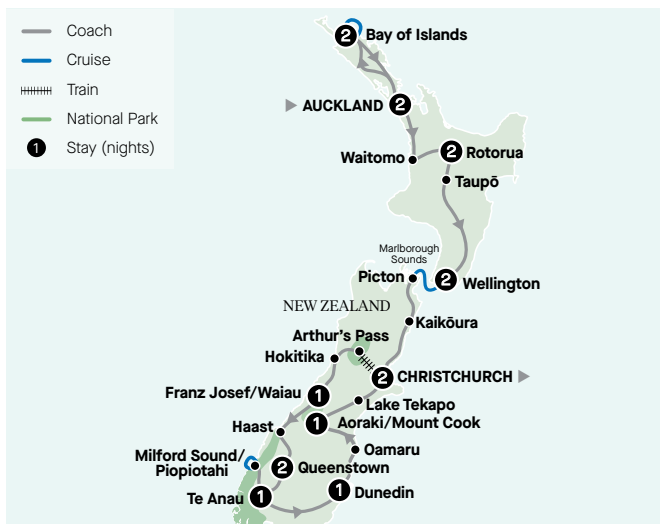 Coach
Cruise
Train
National Park
1 Stay (nights)
2 Bay of Islands
AUCKLAND 2
Waitomo
2 Rotorua
Taupō
Marlborough
Sounds
Picton
2 Wellington
NEW ZEALAND
Kaikōura
Arthur's Pass
Hokitika
2 CHRISTCHURCH
Franz Josef/Waiau 1
Lake Tekapo
1 Aoraki/Mount Cook
Haast
Oamaru
Milford Sound/
Piopiotahi
2 Queenstown
Te Anau 1
1 Dunedin